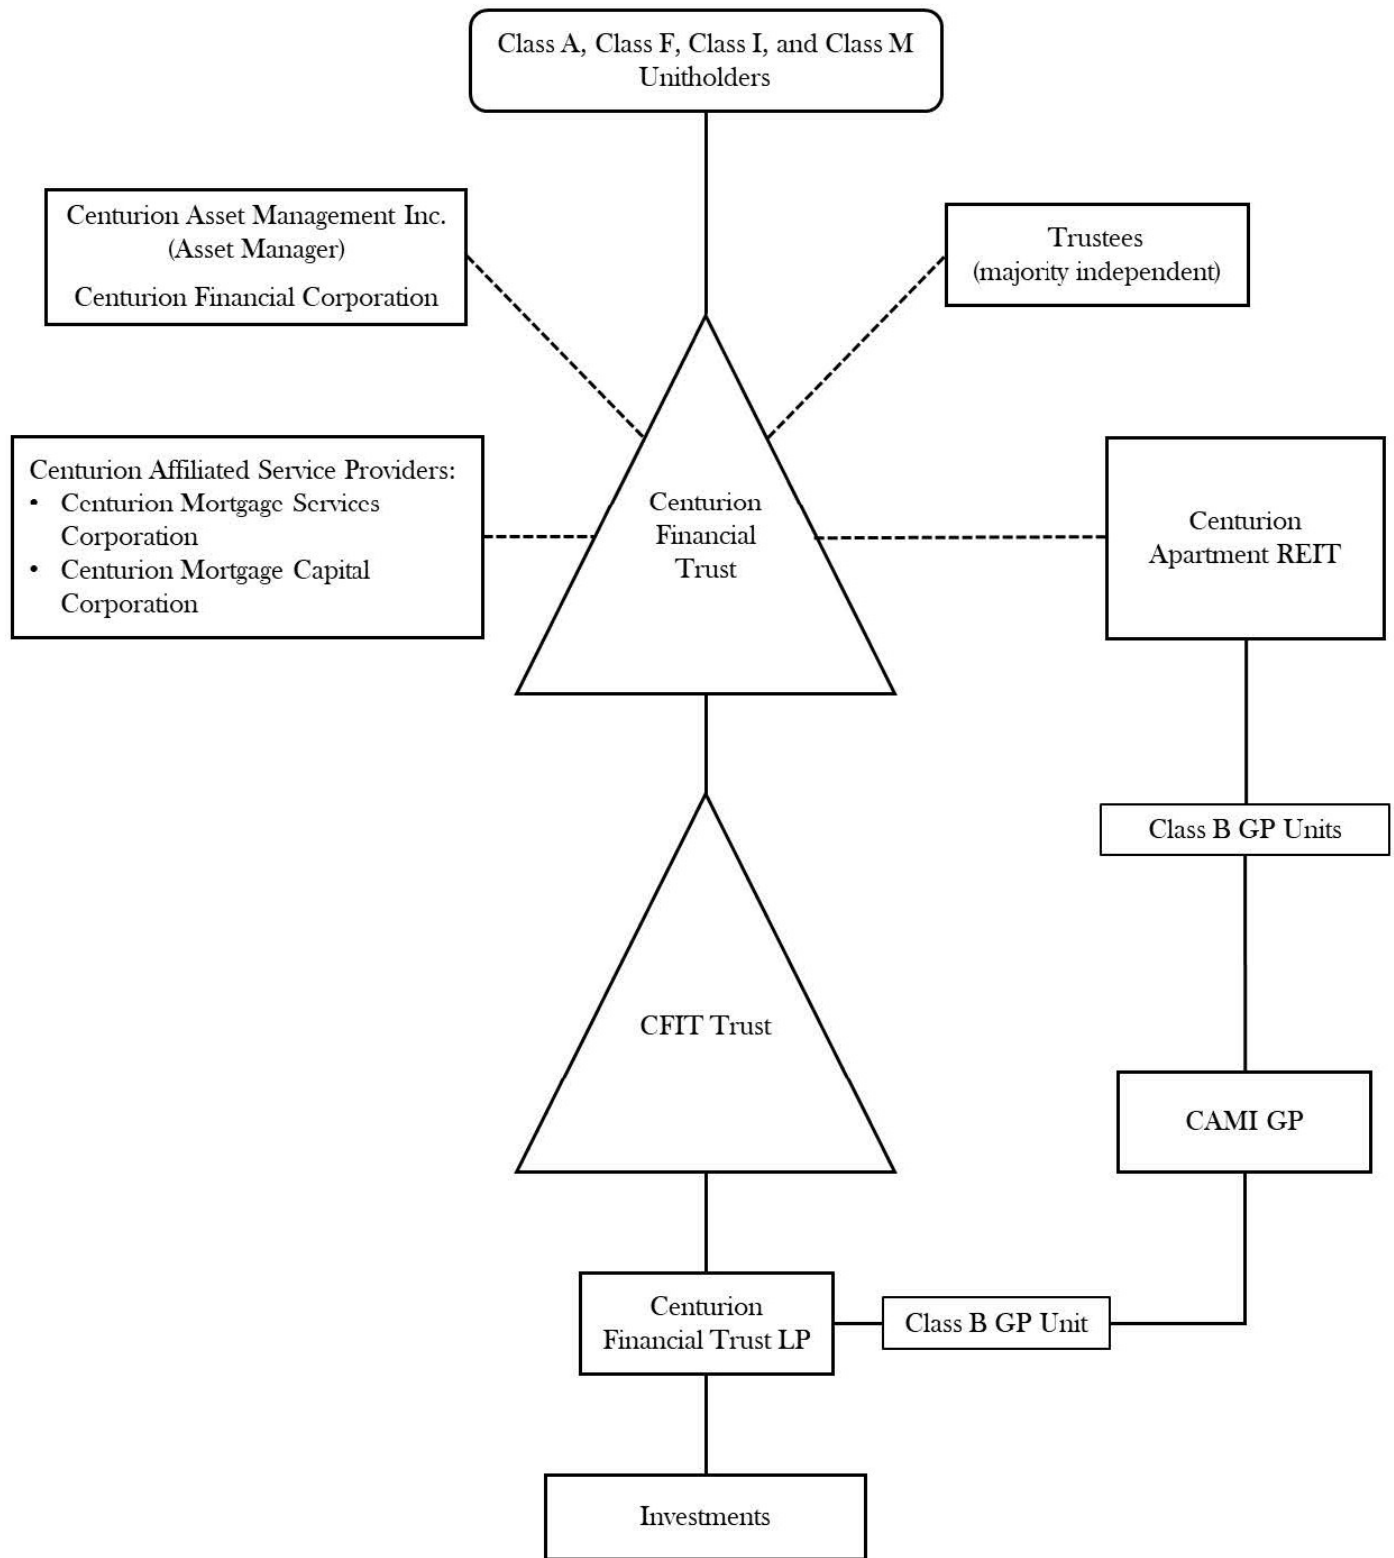 Class A, Class F, Class I, and Class M
Unitholders
Centurion Asset Management Inc.
(Asset Manager)
Centurion Financial Corporation
Trustees
(majority independent)
Centurion Affiliated Service Providers:
• Centurion Mortgage Services
Corporation
• Centurion Mortgage Capital
Corporation
Centurion
Financial
Trust
Centurion
Apartment REIT
Class B GP Units
CFIT Trust
CAMI GP
Centurion
Financial Trust LP
Class B GP Unit
Investments